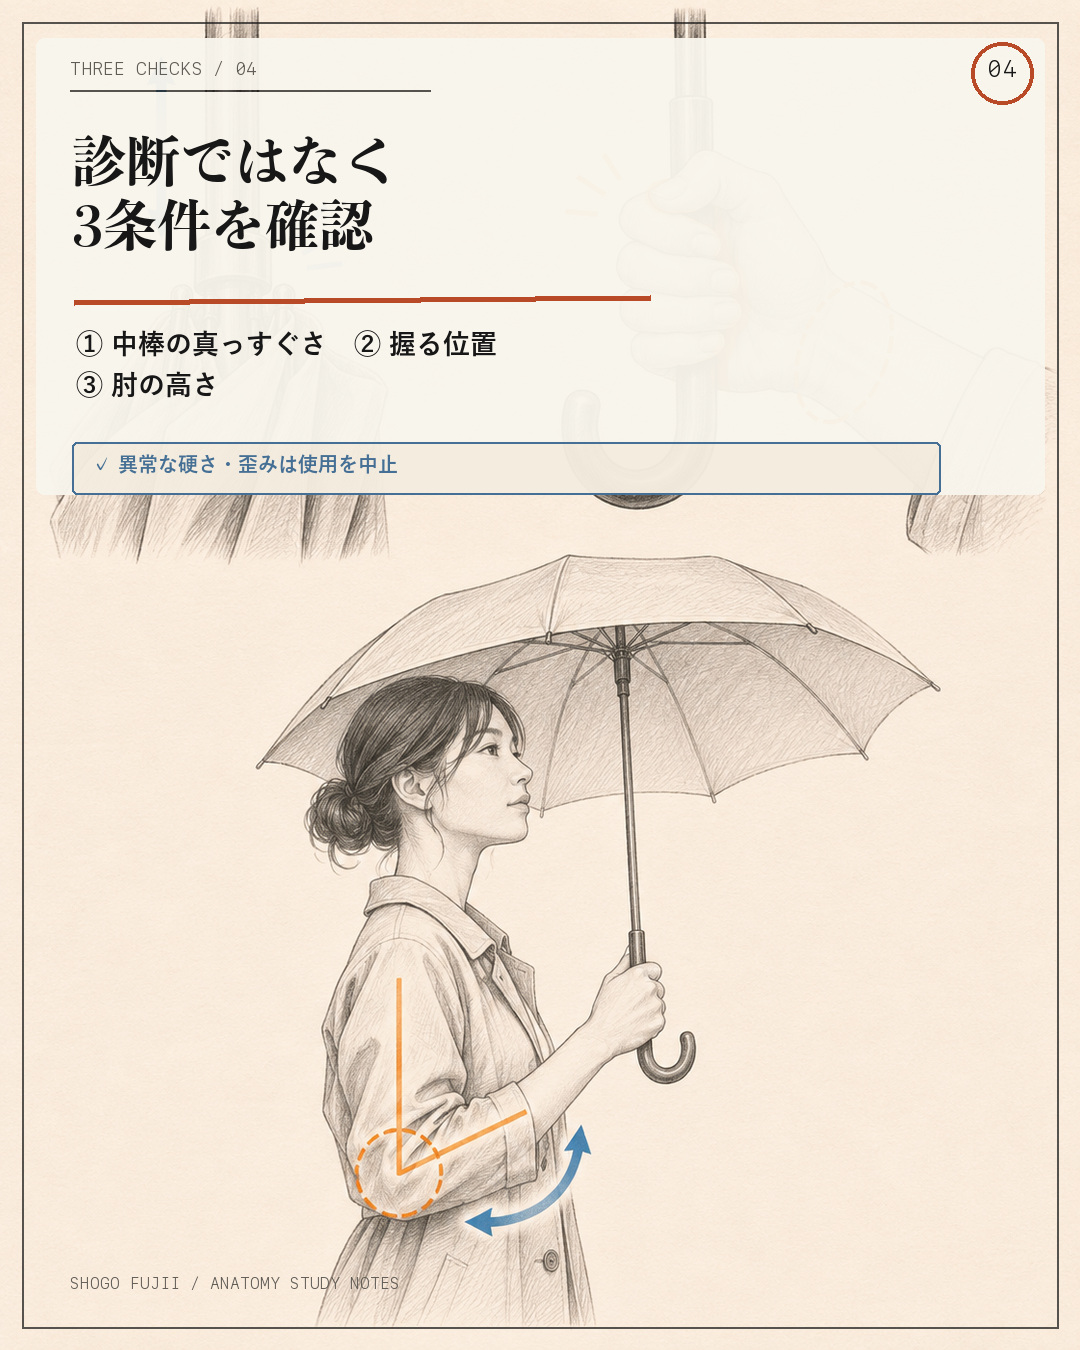 THREE CHECKS / 04
04
診断ではなく
3条件を確認
① 中棒の真っすぐさ ② 握る位置
③ 肘の高さ
✓ 異常な硬さ・歪みは使用を中止
SHOGO FUJII / ANATOMY STUDY NOTES